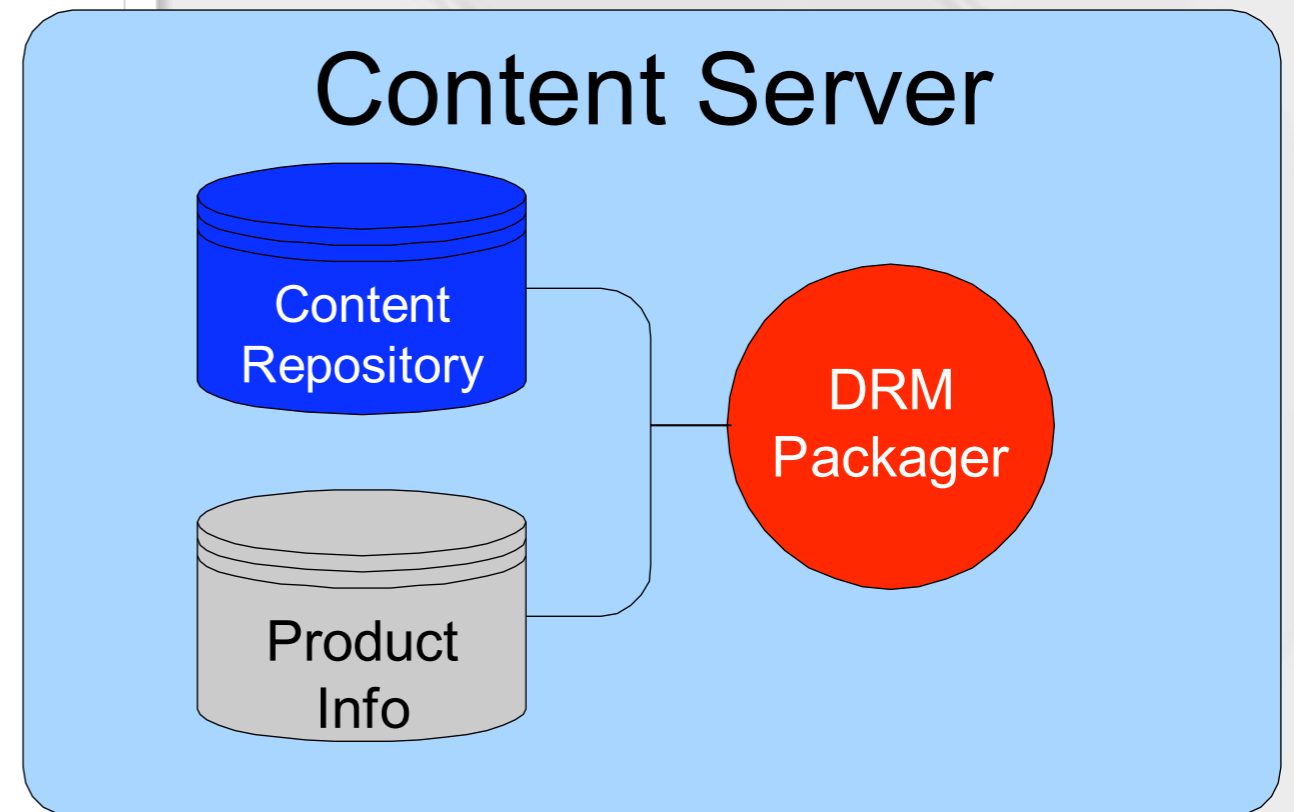 Content Server
Content
Repository
DRM
Packager
Product
Info